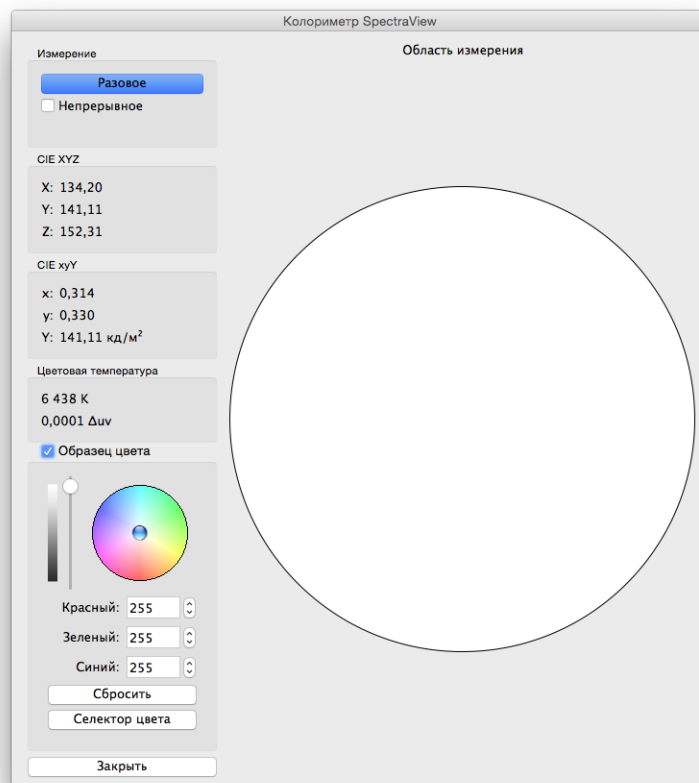 Колориметр SpectraView
Измерение
Разовое
Непрерывное
CIE XYZ
X: 134,20
Y: 141,11
Z: 152,31
CIE xyY
x: 0,314
y: 0,330
Y: 141,11 кд/м²
Цветовая температура
6 438 K
0,0001 Δuv
Образец цвета
Красный: 255
Зеленый: 255
Синий: 255
Сбросить
Селектор цвета
Закрыть
Область измерения